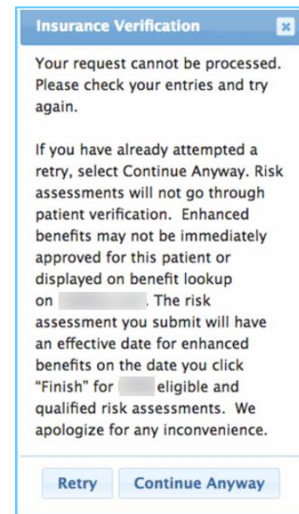 Insurance Verification
Your request cannot be processed.
Please check your entries and try
again.
If you have already attempted a
retry, select Continue Anyway. Risk
assessments will not go through
patient verification.  Enhanced
benefits may not be immediately
approved for this patient or
displayed on benefit lookup
on . The risk
assessment you submit will have
an effective date for enhanced
benefits on the date you click
"Finish" for eligible and
qualified risk assessments.  We
apologize for any inconvenience.
Retry Continue Anyway